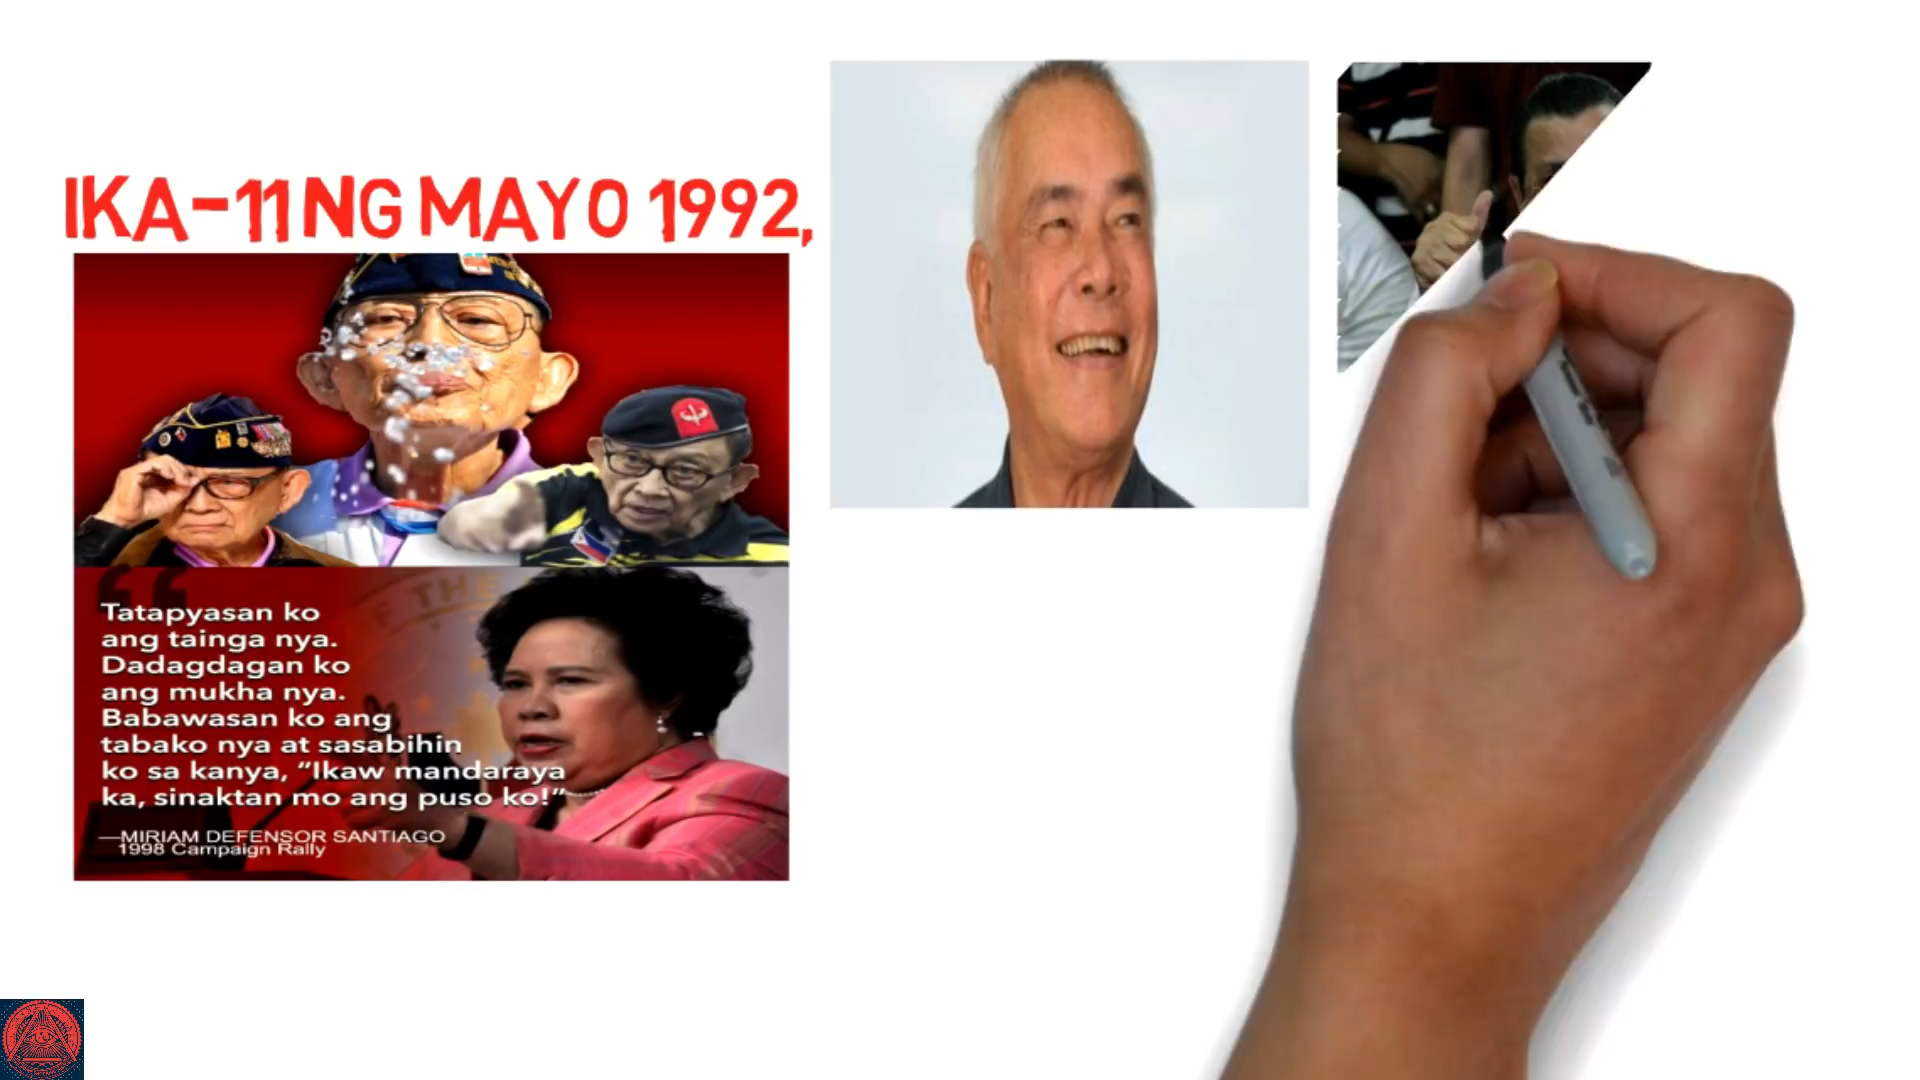 IKA-11 NG MAYO 1992,
Tatapyasan ko
ang tainga nya.
Dadagdagan ko
ang mukha nya.
Babawasan ko ang
tabako nya at sasabihin
ko sa kanya, “Ikaw mandaraya
ka, sinaktan mo ang puso ko!”
—MIRIAM DEFENSOR SANTIAGO
1998 Campaign Rally